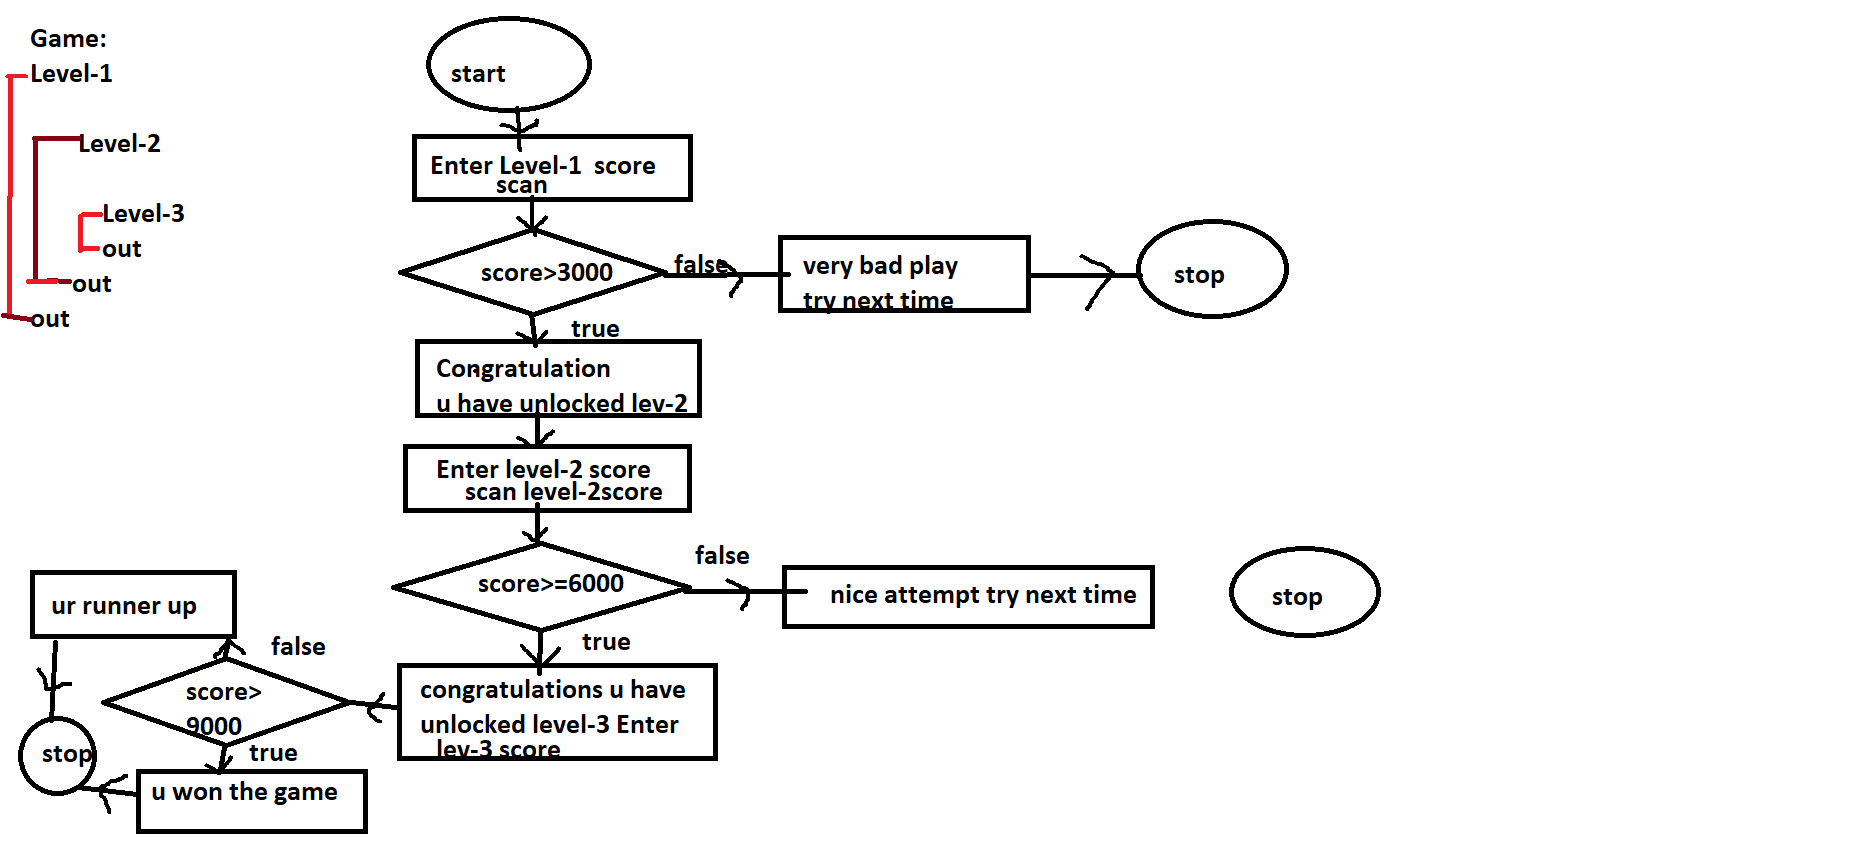 Game:
Level-1
Level-2
Level-3
out
out
out
start
Enter Level-1 score
scan
score>3000
false
very bad play
try next time
stop
true
Congratulation
u have unlocked lev-2
Enter level-2 score
scan level-2score
score>=6000
false
nice attempt try next time
stop
true
congratulations u have
unlocked level-3 Enter
lev-3 score
score>
9000
false
ur runner up
stop
true
u won the game